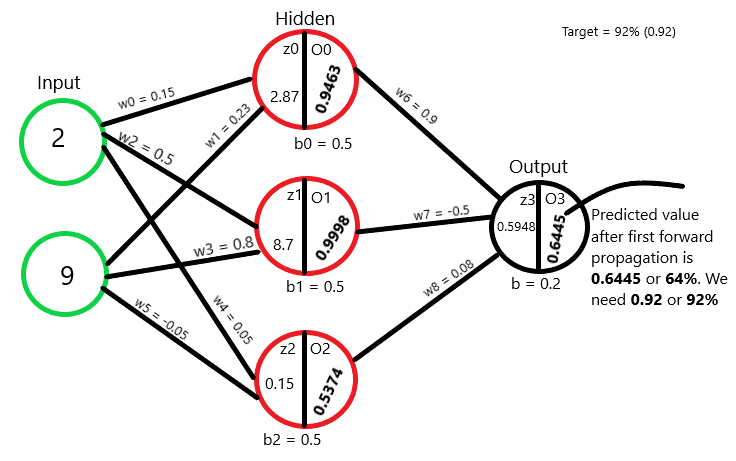 Hidden
Target = 92% (0.92)
Input
z0 O0
2.87 0.9463
b0 = 0.5
w0 = 0.15
w1 = 0.23
w2 = 0.5
2
w6 = 0.9
Output
z1 O1
8.7 0.9998
b1 = 0.5
w3 = 0.8
w7 = -0.5
z3 O3
0.5948 0.6445
b = 0.2
Predicted value
after first forward
propagation is
0.6445 or 64%. We
need 0.92 or 92%
9
w5 = -0.05
w4 = 0.05
w8 = 0.08
z2 O2
0.15 0.5374
b2 = 0.5